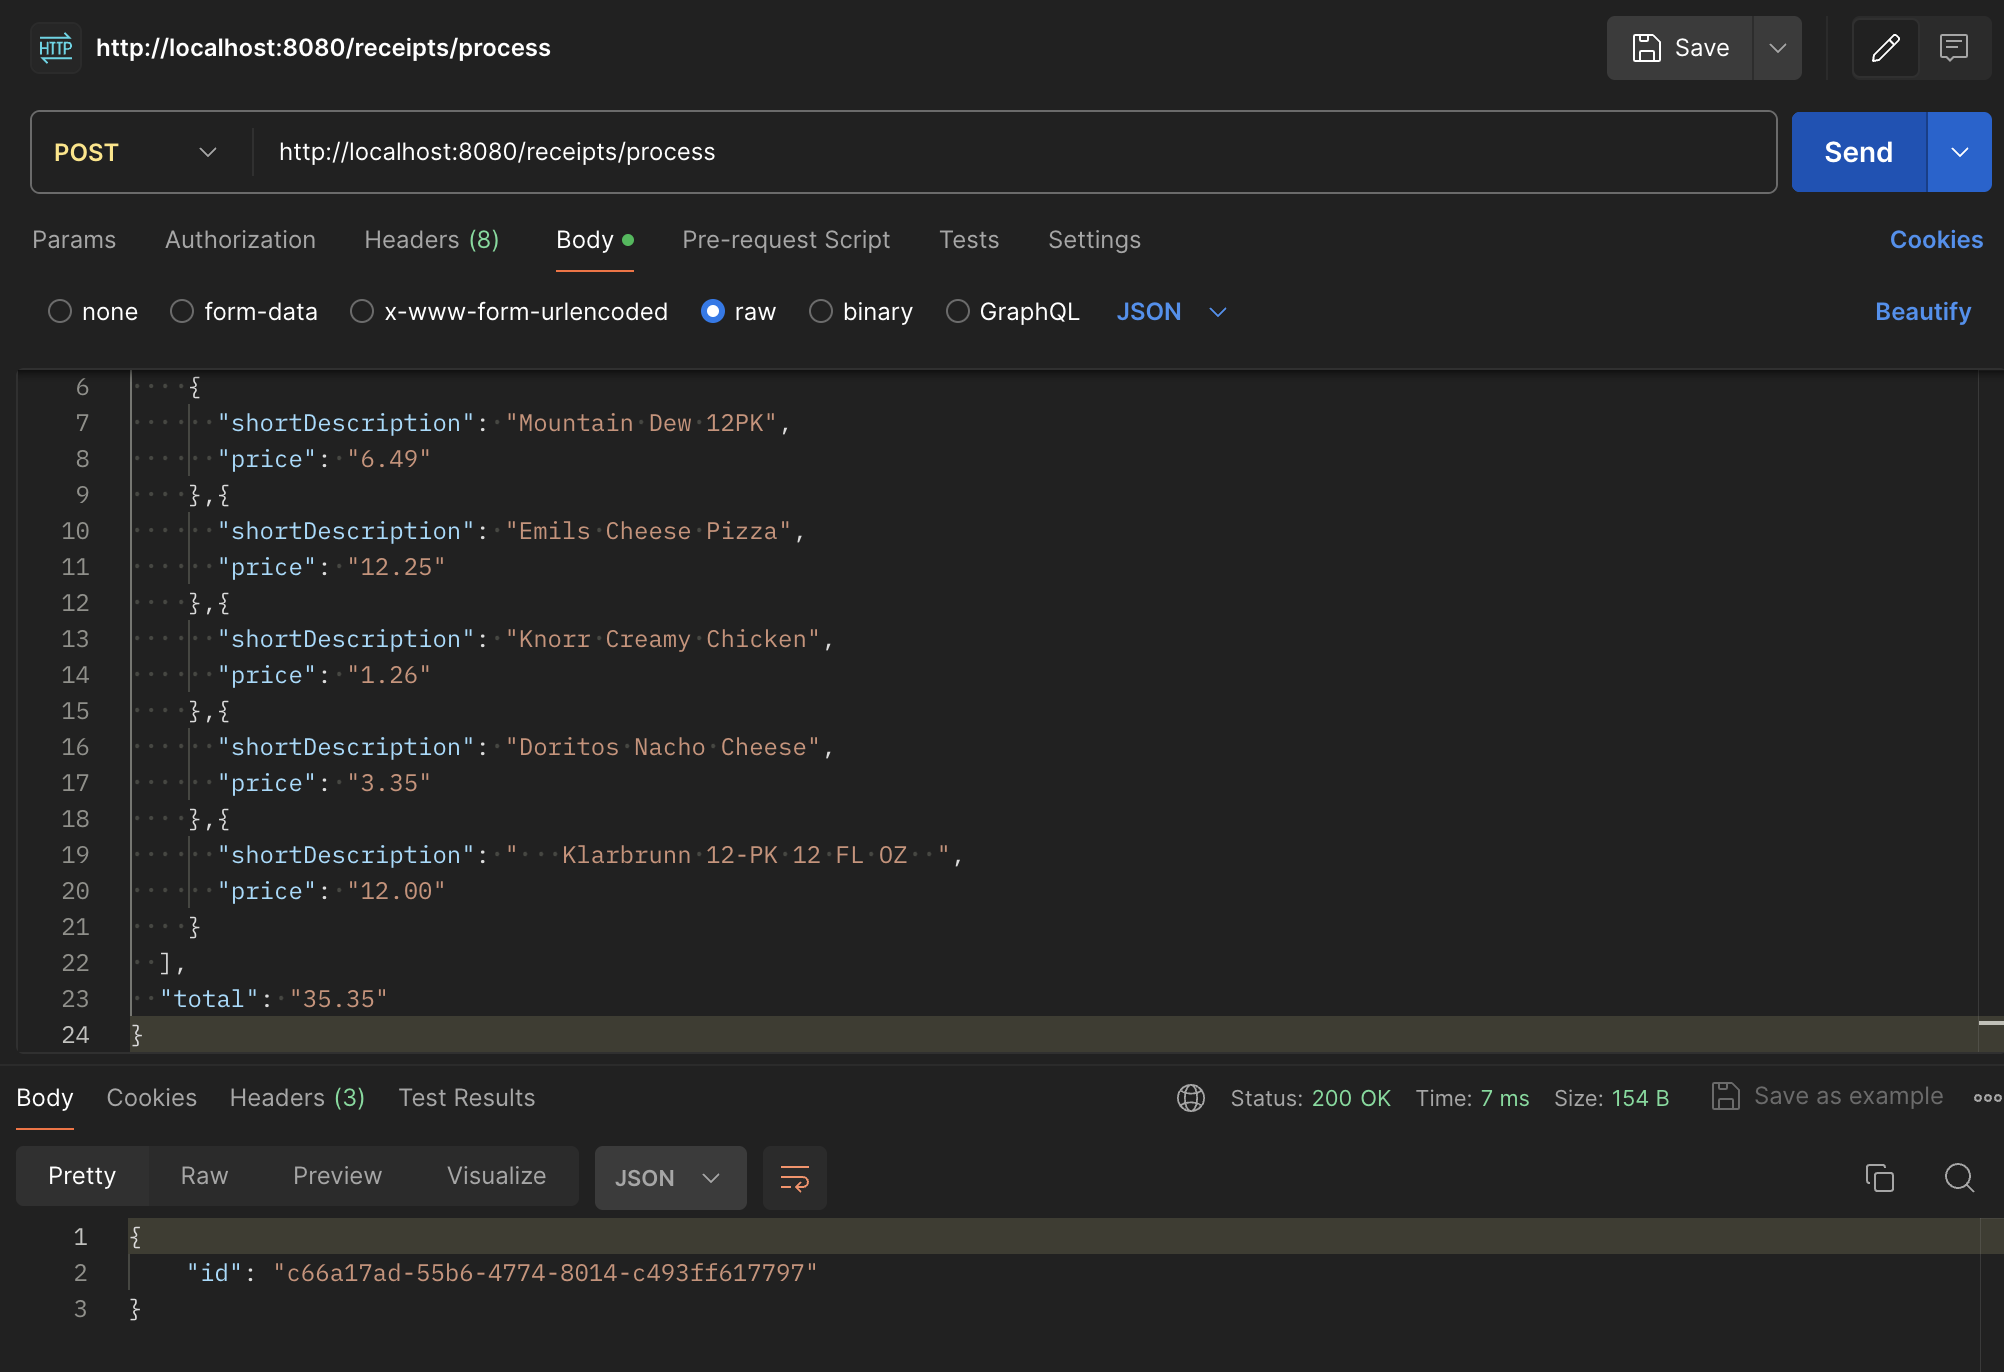 HTTP http://localhost:8080/receipts/process Save
POST http://localhost:8080/receipts/process Send
Params Authorization Headers (8) Body Pre-request Script Tests Settings Cookies
none form-data x-www-form-urlencoded raw binary GraphQL JSON Beautify
6 {
7 "shortDescription": "Mountain Dew 12PK",
8 "price": "6.49"
9 },{
10 "shortDescription": "Emils Cheese Pizza",
11 "price": "12.25"
12 },{
13 "shortDescription": "Knorr Creamy Chicken",
14 "price": "1.26"
15 },{
16 "shortDescription": "Doritos Nacho Cheese",
17 "price": "3.35"
18 },{
19 "shortDescription": "   Klarbrunn 12-PK 12 FL OZ  ",
20 "price": "12.00"
21 }
22 ],
23 "total": "35.35"
24 }
Body Cookies Headers (3) Test Results Status: 200 OK Time: 7 ms Size: 154 B Save as example
Pretty Raw Preview Visualize JSON
1 {
2 "id": "c66a17ad-55b6-4774-8014-c493ff617797"
3 }